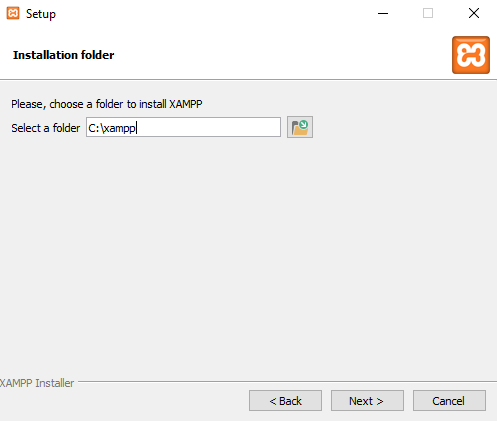 Setup
Installation folder
Please, choose a folder to install XAMPP
Select a folder C:\xampp
XAMPP Installer
< Back Next > Cancel